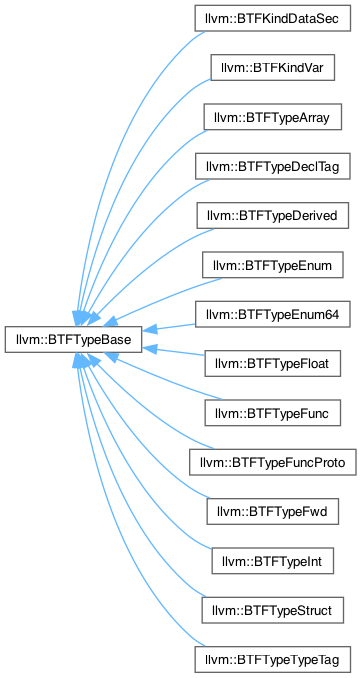 llvm::BTFKindDataSec
llvm::BTFKindVar
llvm::BTFTypeArray
llvm::BTFTypeDeclTag
llvm::BTFTypeDerived
llvm::BTFTypeEnum
llvm::BTFTypeEnum64
llvm::BTFTypeBase
llvm::BTFTypeFloat
llvm::BTFTypeFunc
llvm::BTFTypeFuncProto
llvm::BTFTypeFwd
llvm::BTFTypeInt
llvm::BTFTypeStruct
llvm::BTFTypeTypeTag